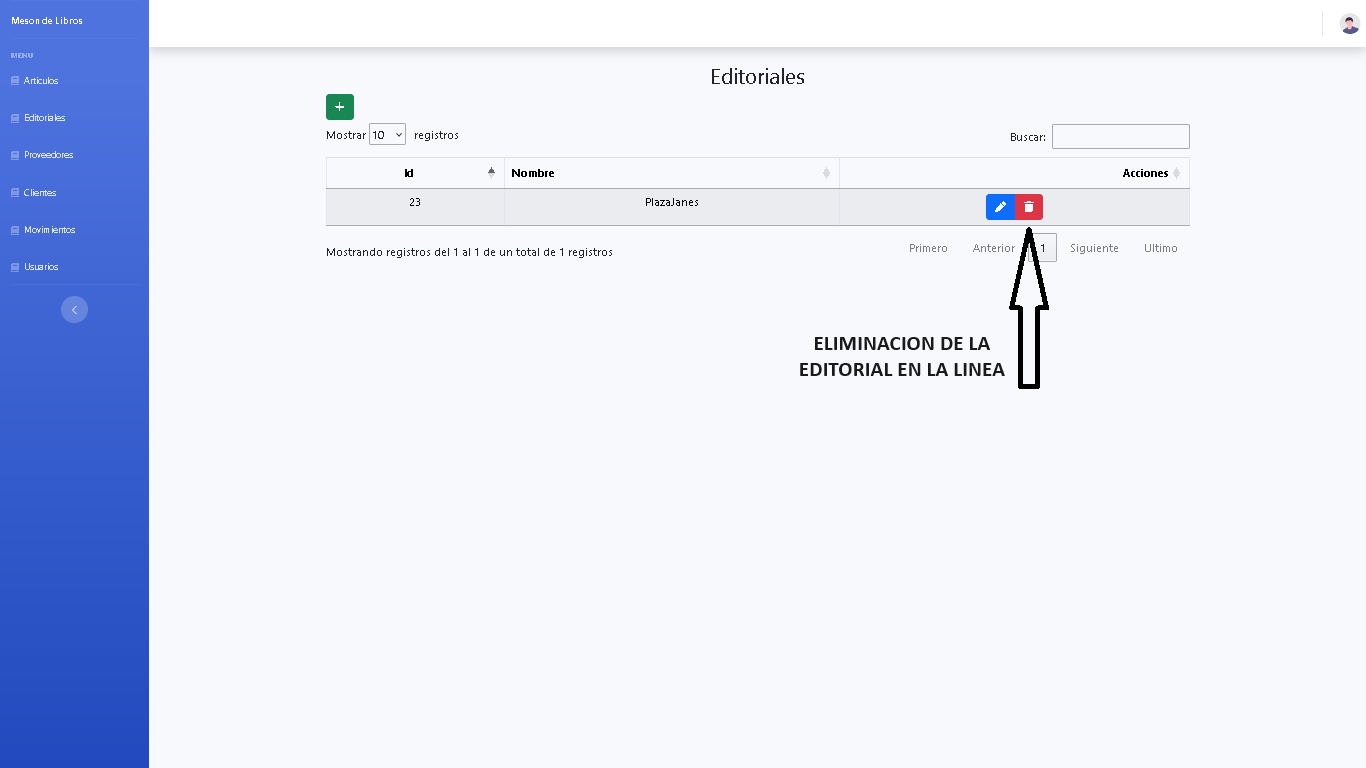 Meson de Libros
MENU
Articulos
Editoriales
Proveedores
Clientes
Movimientos
Usuarios
Editoriales
+
Mostrar 10 registros
Buscar:
Id Nombre Acciones
23 PlazaJanes
Mostrando registros del 1 al 1 de un total de 1 registros
Primero Anterior 1 Siguiente Ultimo
ELIMINACION DE LA
EDITORIAL EN LA LINEA